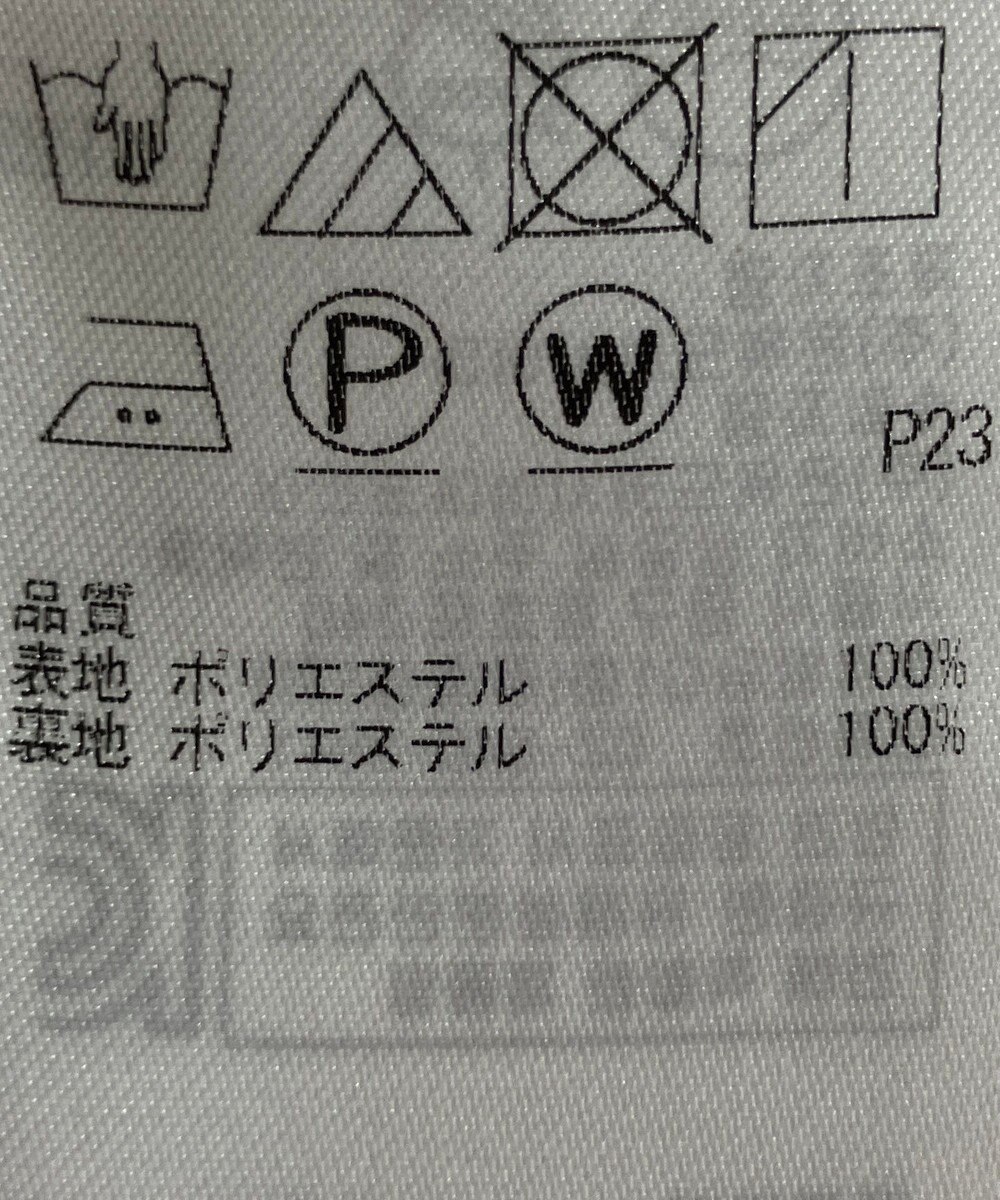 P W P23
品質
表地 ポリエステル 100%
裏地 ポリエステル 100%